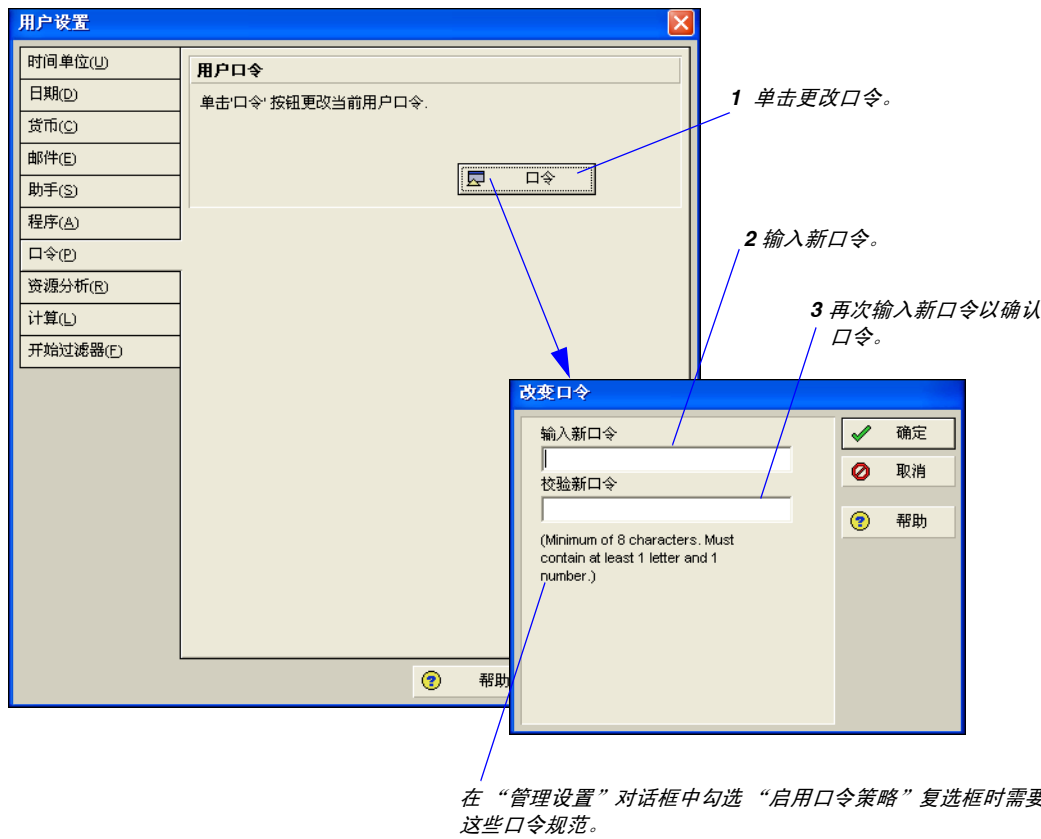 用户设置
时间单位(U)
日期(D)
货币(C)
邮件(E)
助手(S)
程序(A)
口令(P)
资源分析(R)
计算(L)
开始过滤器(F)
用户口令
单击'口令' 按钮更改当前用户口令.
口令
帮助
1 单击更改口令。
2 输入新口令。
3 再次输入新口令以确认
口令。
改变口令
输入新口令
校验新口令
(Minimum of 8 characters. Must
contain at least 1 letter and 1
number.)
确定
取消
帮助
在 “管理设置”对话框中勾选 “启用口令策略”复选框时需要
这些口令规范。